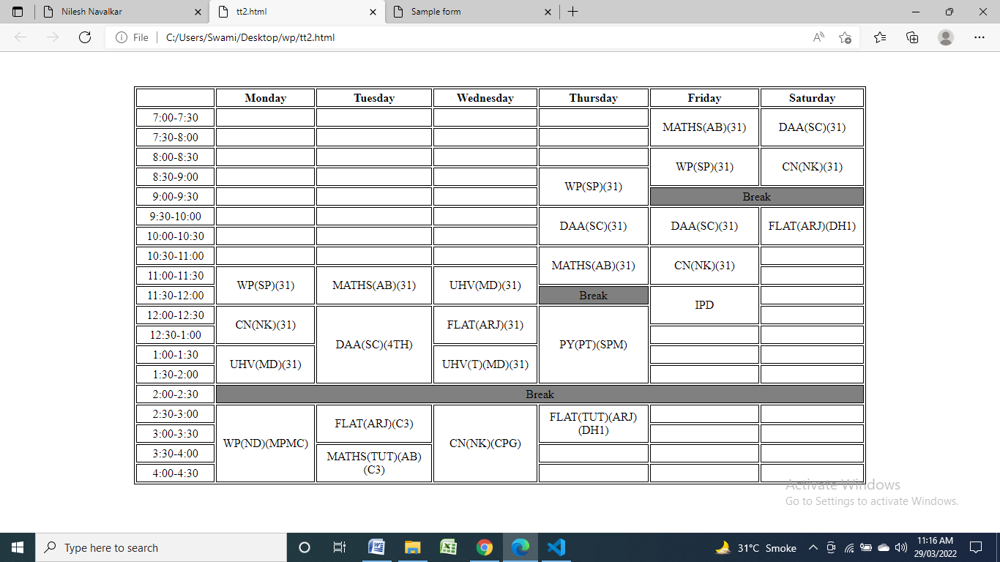 Nilesh Navalkar
tt2.html
Sample form
File
C:/Users/Swami/Desktop/wp/tt2.html
Monday Tuesday Wednesday Thursday Friday Saturday
7:00-7:30
MATHS(AB)(31) DAA(SC)(31)
7:30-8:00
8:00-8:30
WP(SP)(31) CN(NK)(31)
8:30-9:00
WP(SP)(31)
9:00-9:30 Break
9:30-10:00
DAA(SC)(31) DAA(SC)(31) FLAT(ARJ)(DH1)
10:00-10:30
10:30-11:00
MATHS(AB)(31) CN(NK)(31)
11:00-11:30
WP(SP)(31) MATHS(AB)(31) UHV(MD)(31)
11:30-12:00 Break
IPD
12:00-12:30
CN(NK)(31) FLAT(ARJ)(31)
12:30-1:00
DAA(SC)(4TH) PY(PT)(SPM)
1:00-1:30
UHV(MD)(31) UHV(T)(MD)(31)
1:30-2:00
2:00-2:30 Break
2:30-3:00
FLAT(ARJ)(C3) FLAT(TUT)(ARJ)
(DH1)
3:00-3:30
WP(ND)(MPMC) CN(NK)(CPG)
3:30-4:00
MATHS(TUT)(AB)
(C3)
4:00-4:30
Activate Windows
Go to Settings to activate Windows.
Type here to search
31°C Smoke
11:16 AM
29/03/2022